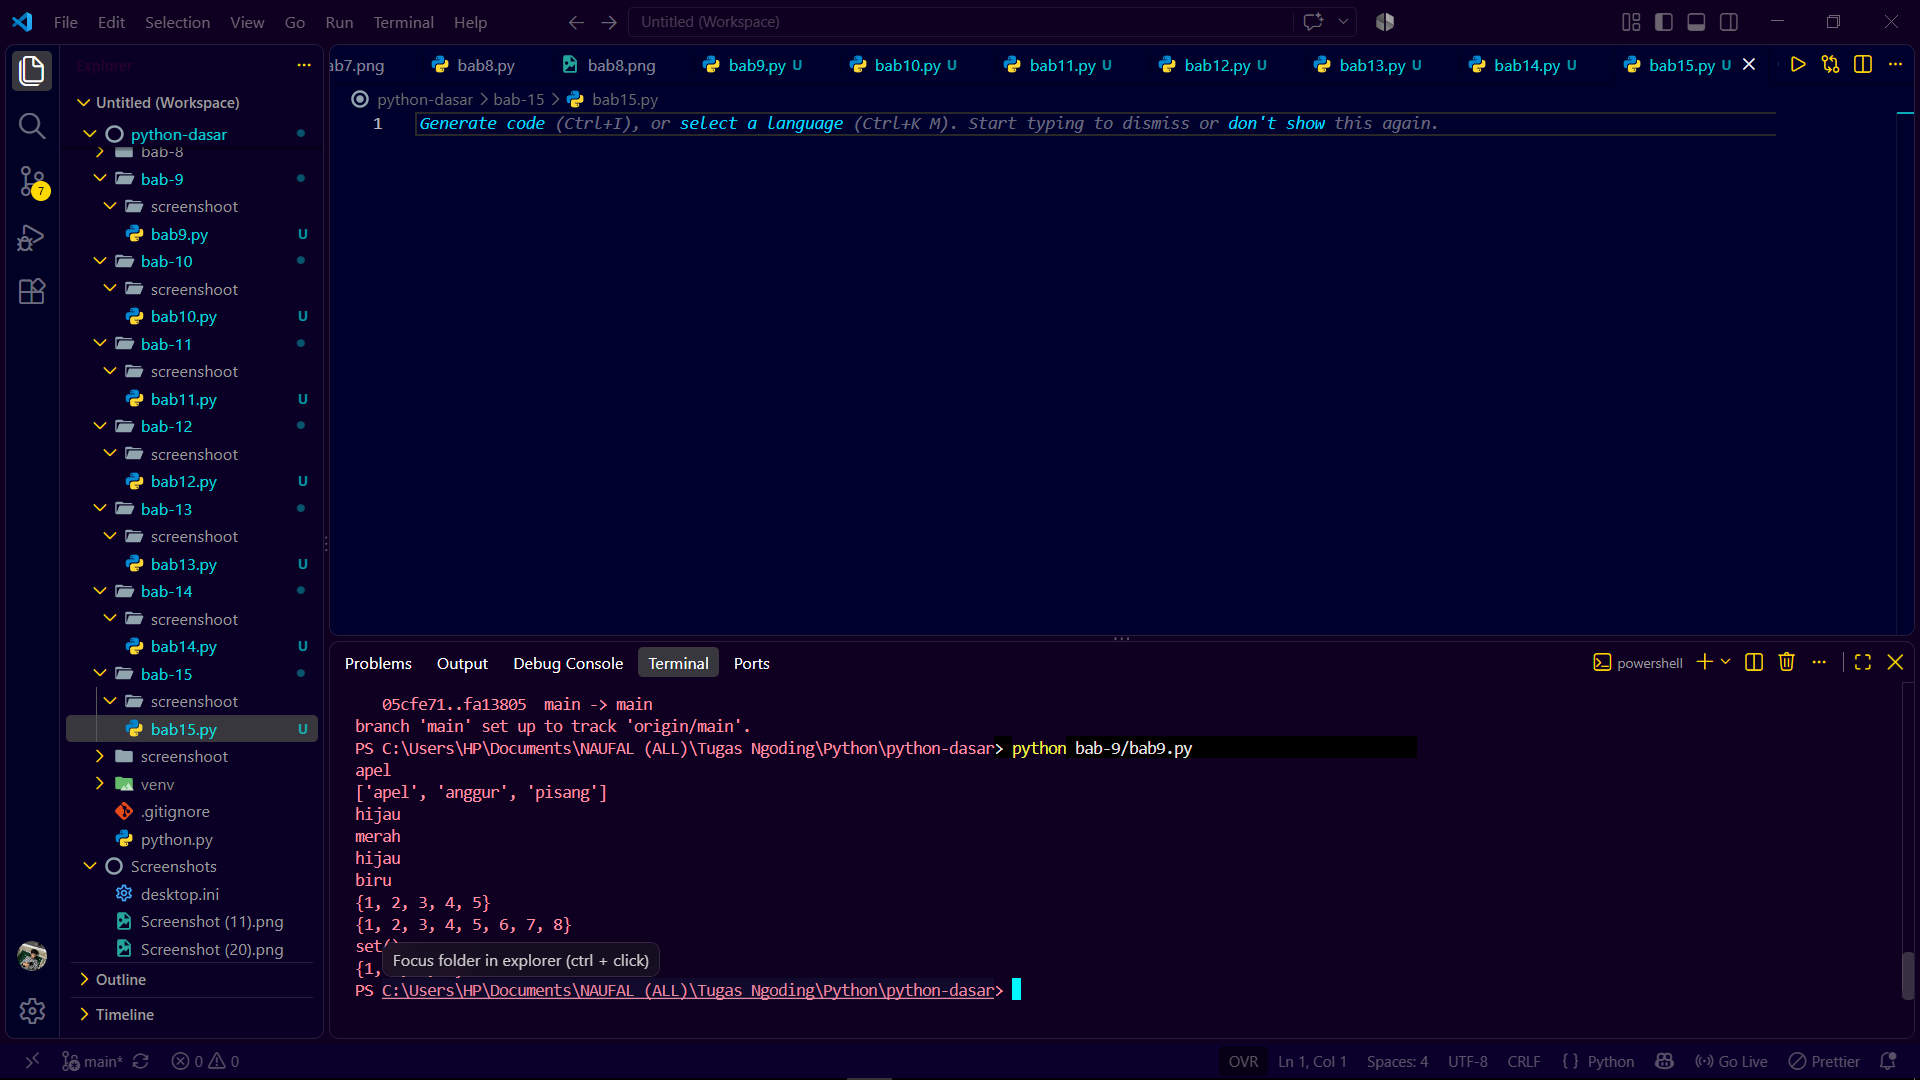 File Edit Selection View Go Run Terminal Help
Untitled (Workspace)
Explorer
Untitled (Workspace)
python-dasar
bab-8
bab-9
screenshoot
bab9.py U
bab-10
screenshoot
bab10.py U
bab-11
screenshoot
bab11.py U
bab-12
screenshoot
bab12.py U
bab-13
screenshoot
bab13.py U
bab-14
screenshoot
bab14.py U
bab-15
screenshoot
bab15.py U
screenshoot
venv
.gitignore
python.py
Screenshots
desktop.ini
Screenshot (11).png
Screenshot (20).png
Outline
Timeline
7
ab7.png bab8.py bab8.png bab9.py U bab10.py U bab11.py U bab12.py U bab13.py U bab14.py U bab15.py U
python-dasar > bab-15 > bab15.py
1 Generate code (Ctrl+I), or select a language (Ctrl+K M). Start typing to dismiss or don't show this again.
Problems Output Debug Console Terminal Ports
powershell
05cfe71..fa13805 main -> main
branch 'main' set up to track 'origin/main'.
PS C:\Users\HP\Documents\NAUFAL (ALL)\Tugas Ngoding\Python\python-dasar> python bab-9/bab9.py
apel
['apel', 'anggur', 'pisang']
hijau
merah
hijau
biru
{1, 2, 3, 4, 5}
{1, 2, 3, 4, 5, 6, 7, 8}
set()
{1,
Focus folder in explorer (ctrl + click)
PS C:\Users\HP\Documents\NAUFAL (ALL)\Tugas Ngoding\Python\python-dasar>
main* 0 0
OVR Ln 1, Col 1 Spaces: 4 UTF-8 CRLF { } Python Go Live Prettier